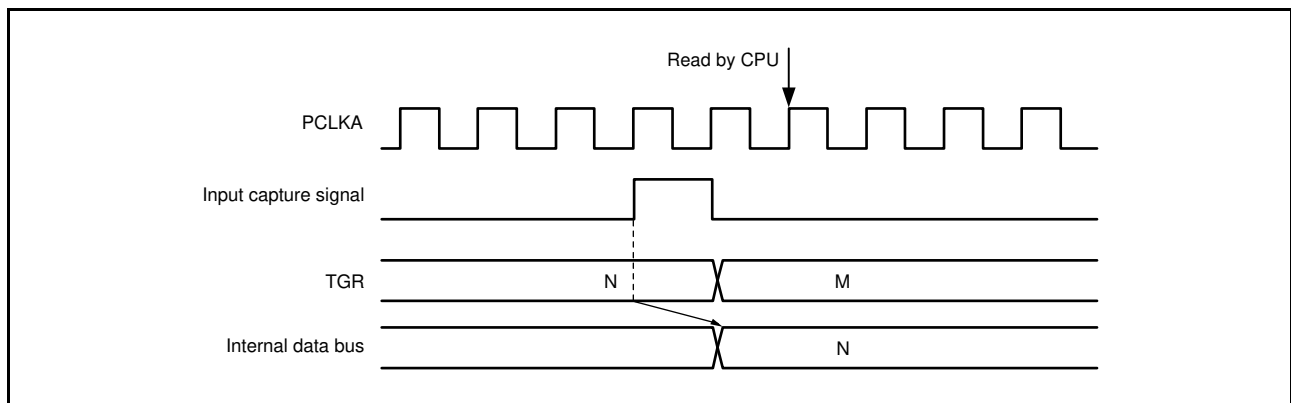 Read by CPU
PCLKA
Input capture signal
TGR
N
M
Internal data bus
N